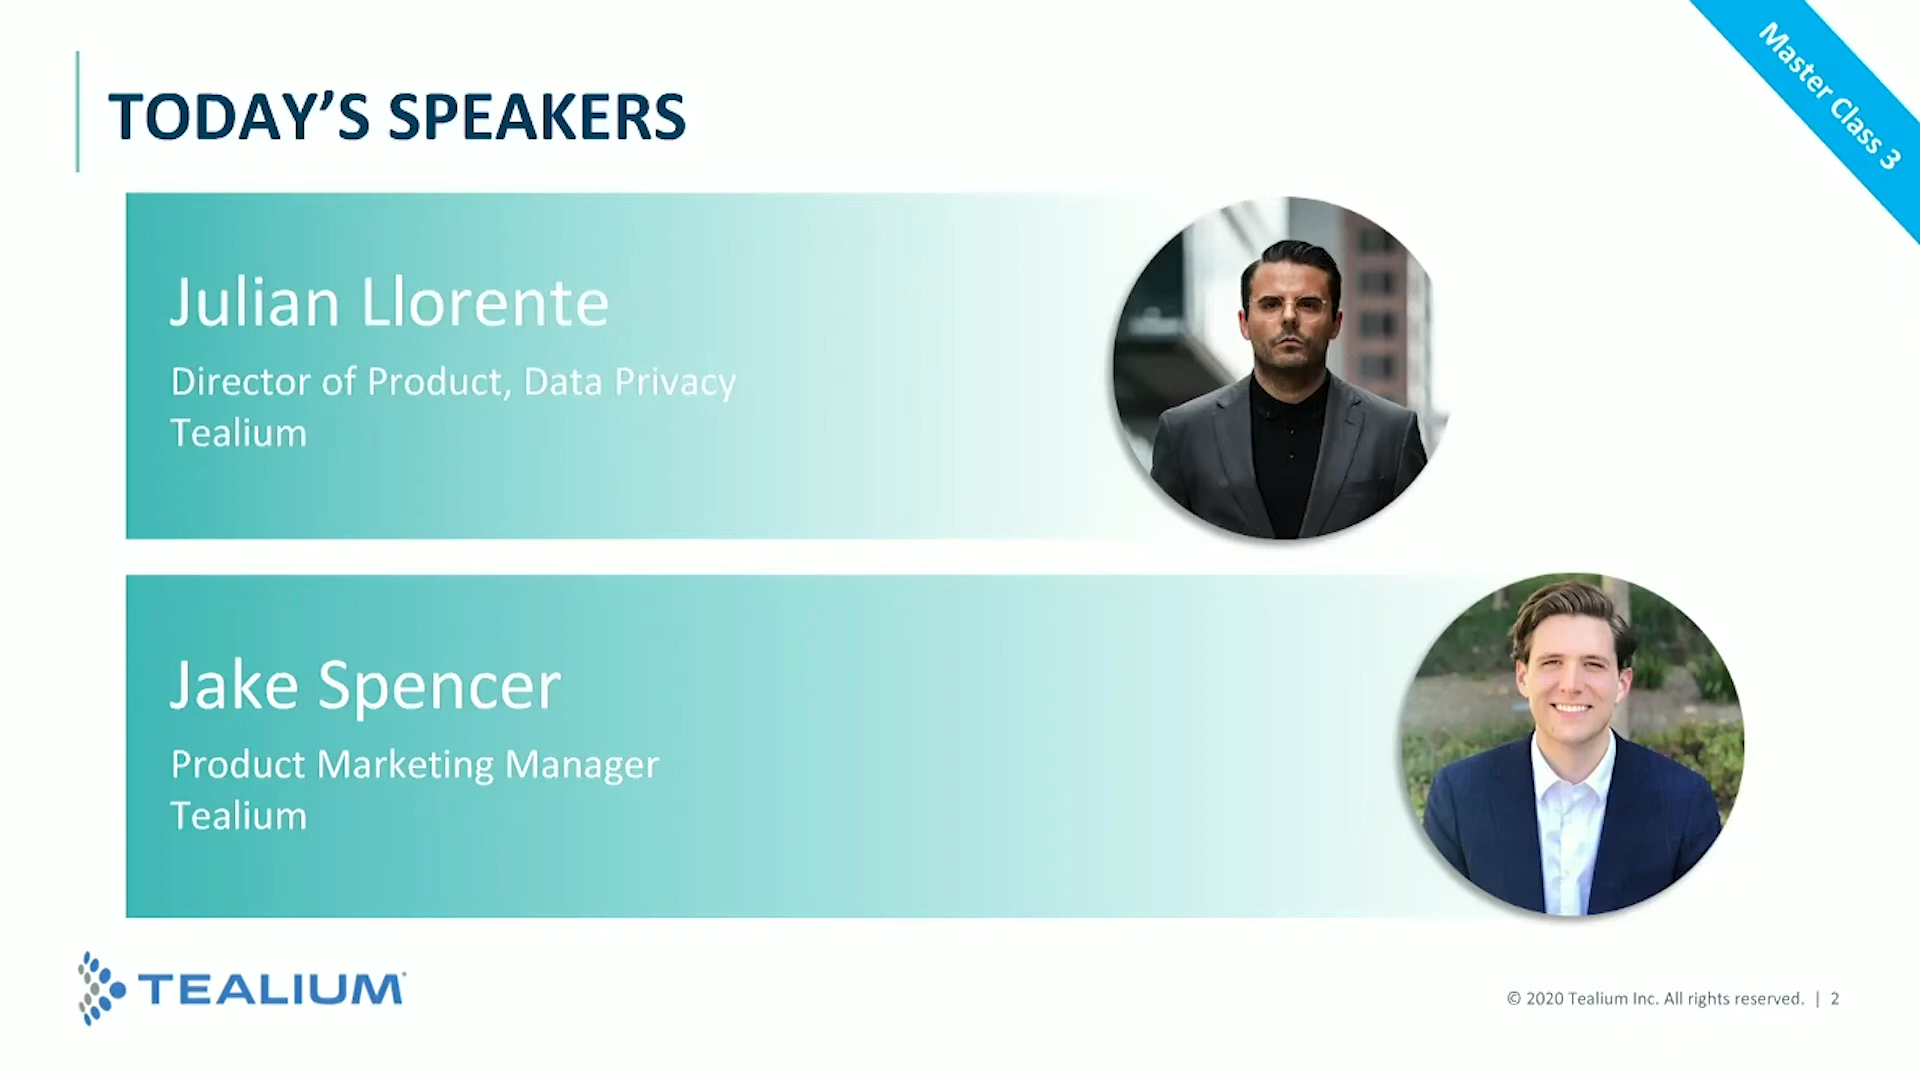 Master Class 3
TODAY’S SPEAKERS
Julian Llorente
Director of Product, Data Privacy
Tealium
Jake Spencer
Product Marketing Manager
Tealium
TEALIUM
© 2020 Tealium Inc. All rights reserved. | 2